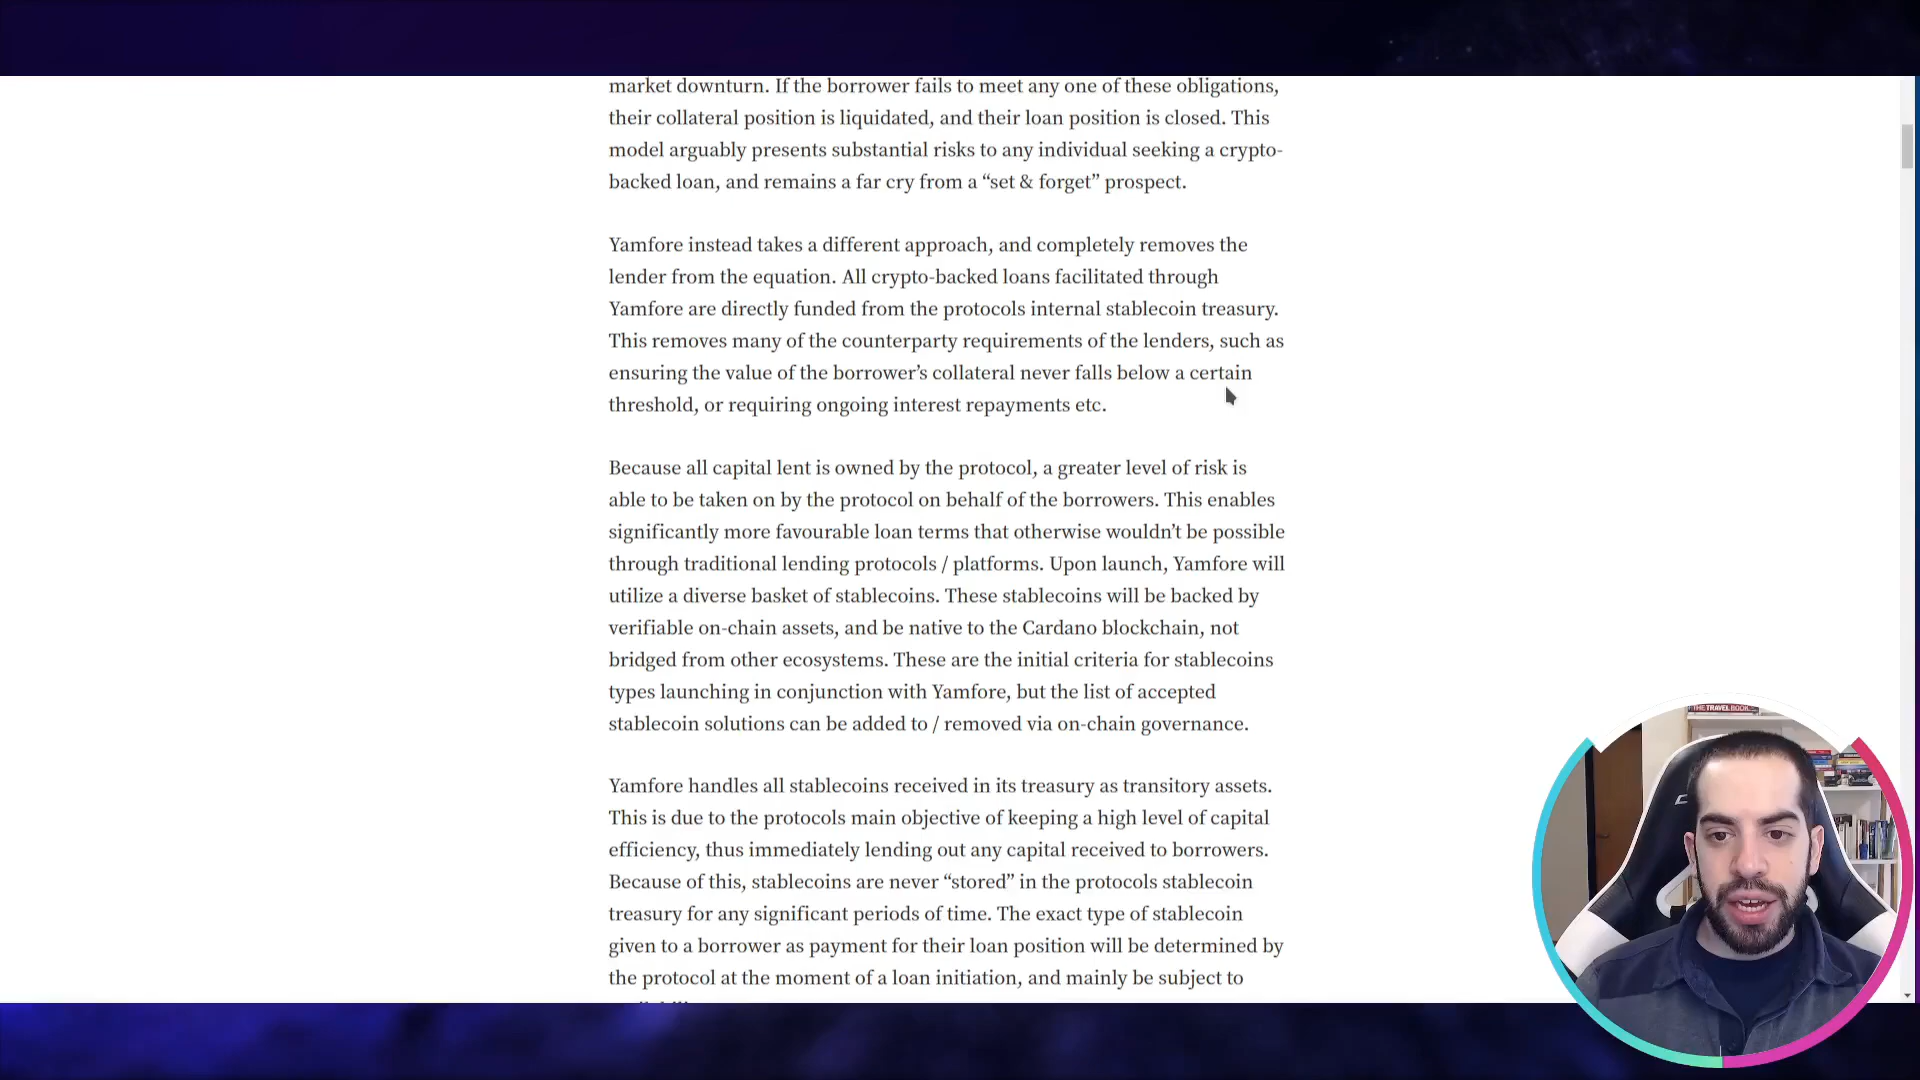 market downturn. If the borrower fails to meet any one of these obligations,
their collateral position is liquidated, and their loan position is closed. This
model arguably presents substantial risks to any individual seeking a crypto-
backed loan, and remains a far cry from a “set & forget” prospect.
Yamfore instead takes a different approach, and completely removes the
lender from the equation. All crypto-backed loans facilitated through
Yamfore are directly funded from the protocols internal stablecoin treasury.
This removes many of the counterparty requirements of the lenders, such as
ensuring the value of the borrower’s collateral never falls below a certain
threshold, or requiring ongoing interest repayments etc.
Because all capital lent is owned by the protocol, a greater level of risk is
able to be taken on by the protocol on behalf of the borrowers. This enables
significantly more favourable loan terms that otherwise wouldn’t be possible
through traditional lending protocols / platforms. Upon launch, Yamfore will
utilize a diverse basket of stablecoins. These stablecoins will be backed by
verifiable on-chain assets, and be native to the Cardano blockchain, not
bridged from other ecosystems. These are the initial criteria for stablecoins
types launching in conjunction with Yamfore, but the list of accepted
stablecoin solutions can be added to / removed via on-chain governance.
Yamfore handles all stablecoins received in its treasury as transitory assets.
This is due to the protocols main objective of keeping a high level of capital
efficiency, thus immediately lending out any capital received to borrowers.
Because of this, stablecoins are never “stored” in the protocols stablecoin
treasury for any significant periods of time. The exact type of stablecoin
given to a borrower as payment for their loan position will be determined by
the protocol at the moment of a loan initiation, and mainly be subject to
THE TRAVEL BOOK